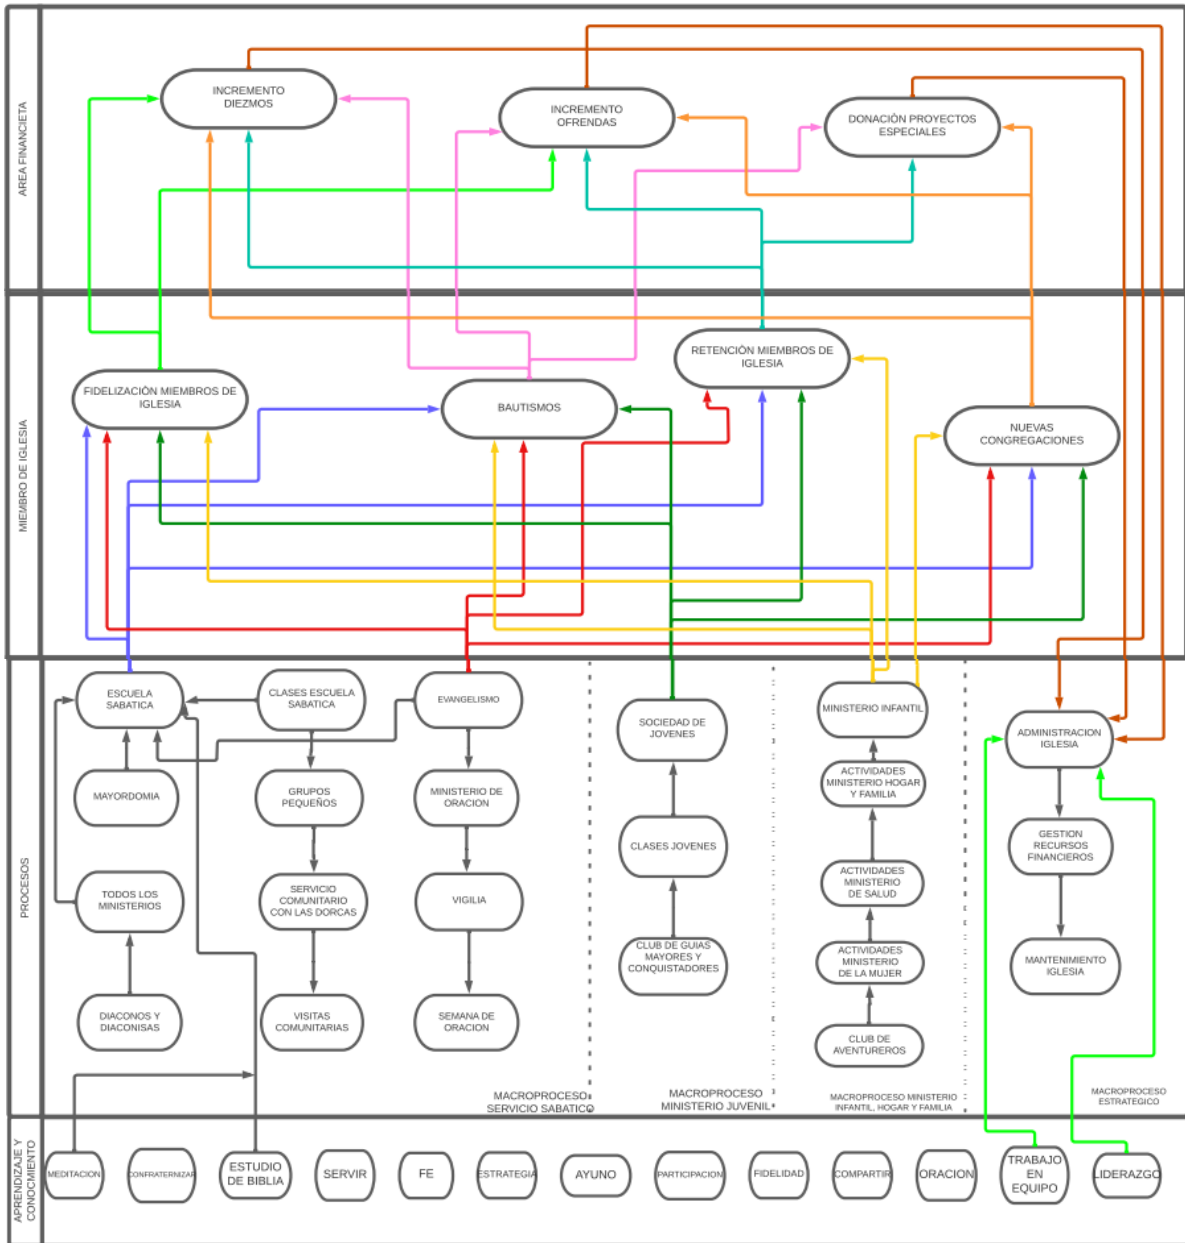 AREA FINANCIETA
INCREMENTO
DIEZMOS
INCREMENTO
OFRENDAS
DONACIÓN PROYECTOS
ESPECIALES
MIEMBRO DE IGLESIA
FIDELIZACIÓN MIEMBROS DE
IGLESIA
BAUTISMOS
RETENCIÓN MIEMBROS DE
IGLESIA
NUEVAS
CONGREGACIONES
PROCESOS
ESCUELA
SABATICA
CLASES ESCUELA
SABATICA
EVANGELISMO
SOCIEDAD DE
JOVENES
MINISTERIO INFANTIL
ADMINISTRACION
IGLESIA
MAYORDOMIA
GRUPOS
PEQUEÑOS
MINISTERIO DE
ORACION
CLASES JOVENES
ACTIVIDADES
MINISTERIO HOGAR
Y FAMILIA
GESTION
RECURSOS
FINANCIEROS
TODOS LOS
MINISTERIOS
SERVICIO
COMUNITARIO
CON LAS DORCAS
VIGILIA
CLUB DE GUIAS
MAYORES Y
CONQUISTADORES
ACTIVIDADES
MINISTERIO
DE SALUD
ACTIVIDADES
MINISTERIO
DE LA MUJER
MANTENIMIENTO
IGLESIA
DIACONOS Y
DIACONISAS
VISITAS
COMUNITARIAS
SEMANA DE
ORACION
CLUB DE
AVENTUREROS
MACROPROCESO
SERVICIO SABATICO
MACROPROCESO
MINISTERIO JUVENIL
MACROPROCESO MINISTERIO
INFANTIL, HOGAR Y FAMILIA
MACROPROCESO
ESTRATEGICO
APRENDIZAJE Y
CONOCMIENTO
MEDITACION
CONFRATERNIZAR
ESTUDIO
DE BIBLIA
SERVIR
FE
ESTRATEGIA
AYUNO
PARTICIPACION
FIDELIDAD
COMPARTIR
ORACION
TRABAJO
EN
EQUIPO
LIDERAZGO